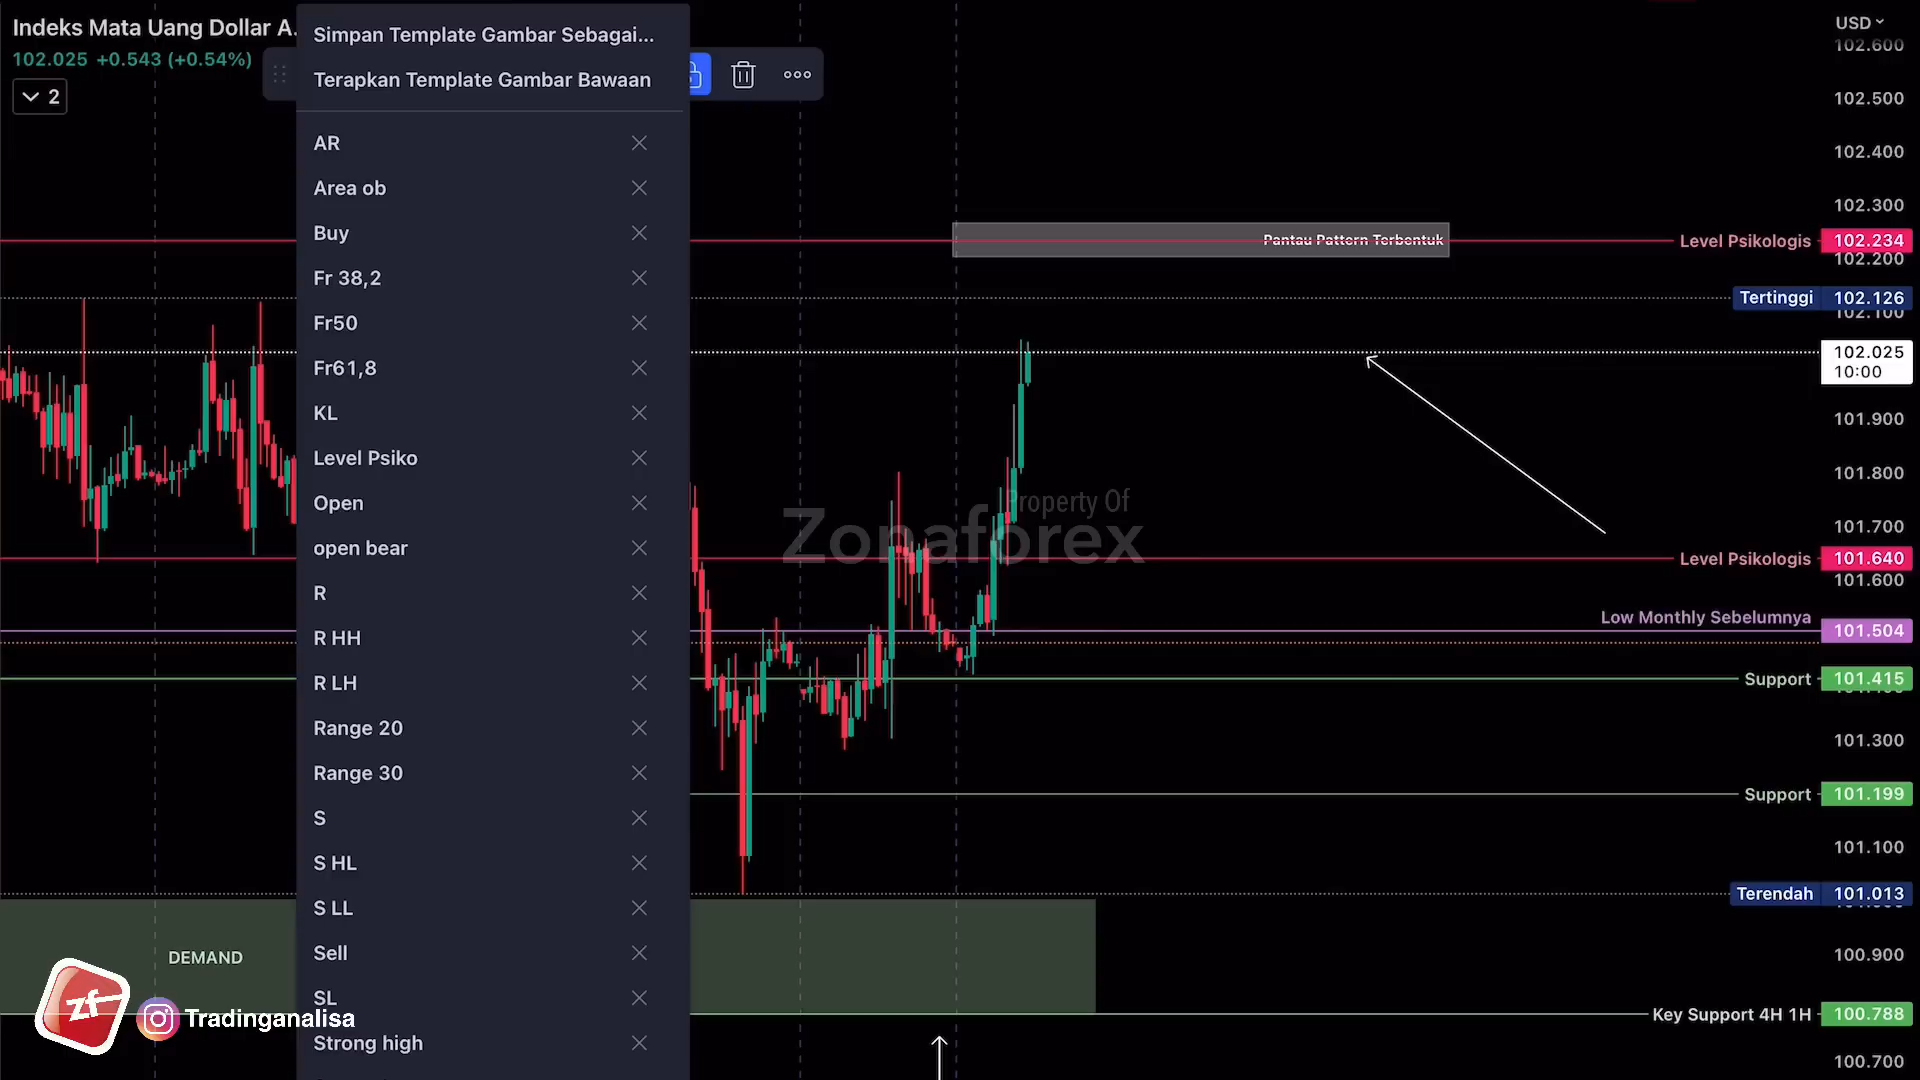 Indeks Mata Uang Dollar A.
102.025 +0.543 (+0.54%)
2
Simpan Template Gambar Sebagai...
Terapkan Template Gambar Bawaan
AR
Area ob
Buy
Fr 38,2
Fr50
Fr61,8
KL
Level Psiko
Open
open bear
R
R HH
R LH
Range 20
Range 30
S
S HL
S LL
Sell
SL
Strong high
Property Of
Zonaforex
Pantau Pattern Terbentuk
DEMAND
zf
Tradinganalisa
USD
102.600
102.500
102.400
102.300
Level Psikologis 102.234
102.200
Tertinggi 102.126
102.100
102.025
10:00
101.900
101.800
101.700
Level Psikologis 101.640
101.600
Low Monthly Sebelumnya 101.504
Support 101.415
101.300
Support 101.199
101.100
Terendah 101.013
100.900
Key Support 4H 1H 100.788
100.700